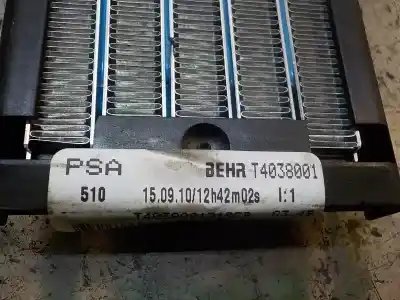 PSA BEHR T4038001
510 15.09.10/12h42m02s I:1